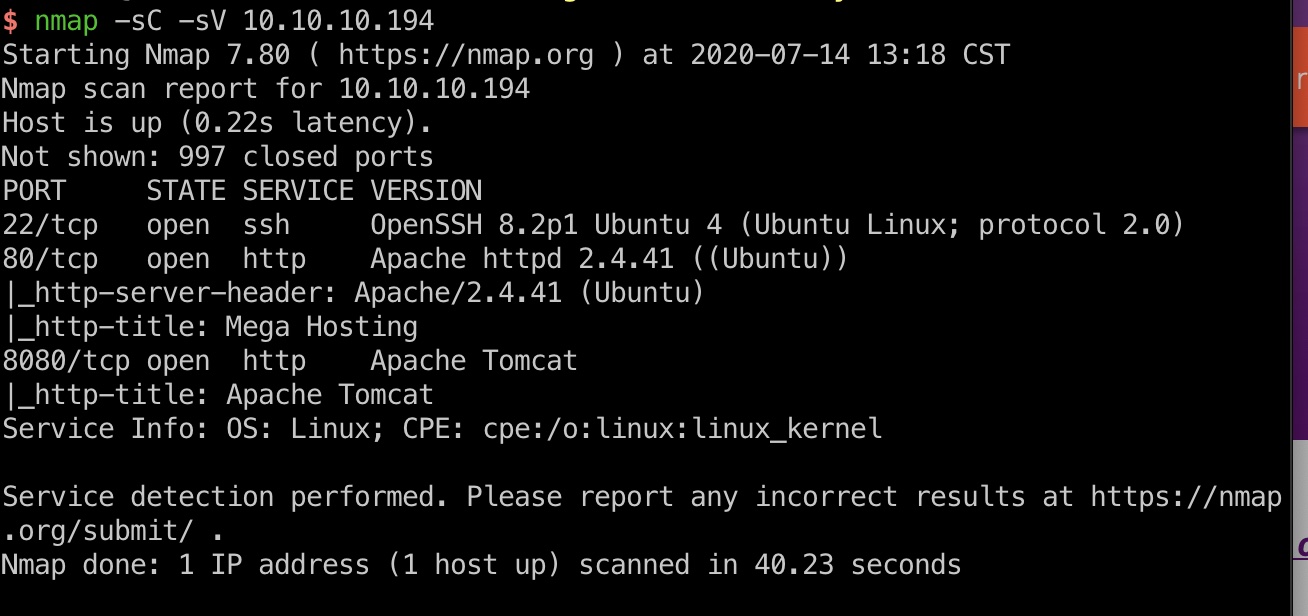 $ nmap -sC -sV 10.10.10.194
Starting Nmap 7.80 ( https://nmap.org ) at 2020-07-14 13:18 CST
Nmap scan report for 10.10.10.194
Host is up (0.22s latency).
Not shown: 997 closed ports
PORT     STATE SERVICE VERSION
22/tcp   open  ssh     OpenSSH 8.2p1 Ubuntu 4 (Ubuntu Linux; protocol 2.0)
80/tcp   open  http    Apache httpd 2.4.41 ((Ubuntu))
|_http-server-header: Apache/2.4.41 (Ubuntu)
|_http-title: Mega Hosting
8080/tcp open  http    Apache Tomcat
|_http-title: Apache Tomcat
Service Info: OS: Linux; CPE: cpe:/o:linux:linux_kernel
Service detection performed. Please report any incorrect results at https://nmap
.org/submit/ .
Nmap done: 1 IP address (1 host up) scanned in 40.23 seconds